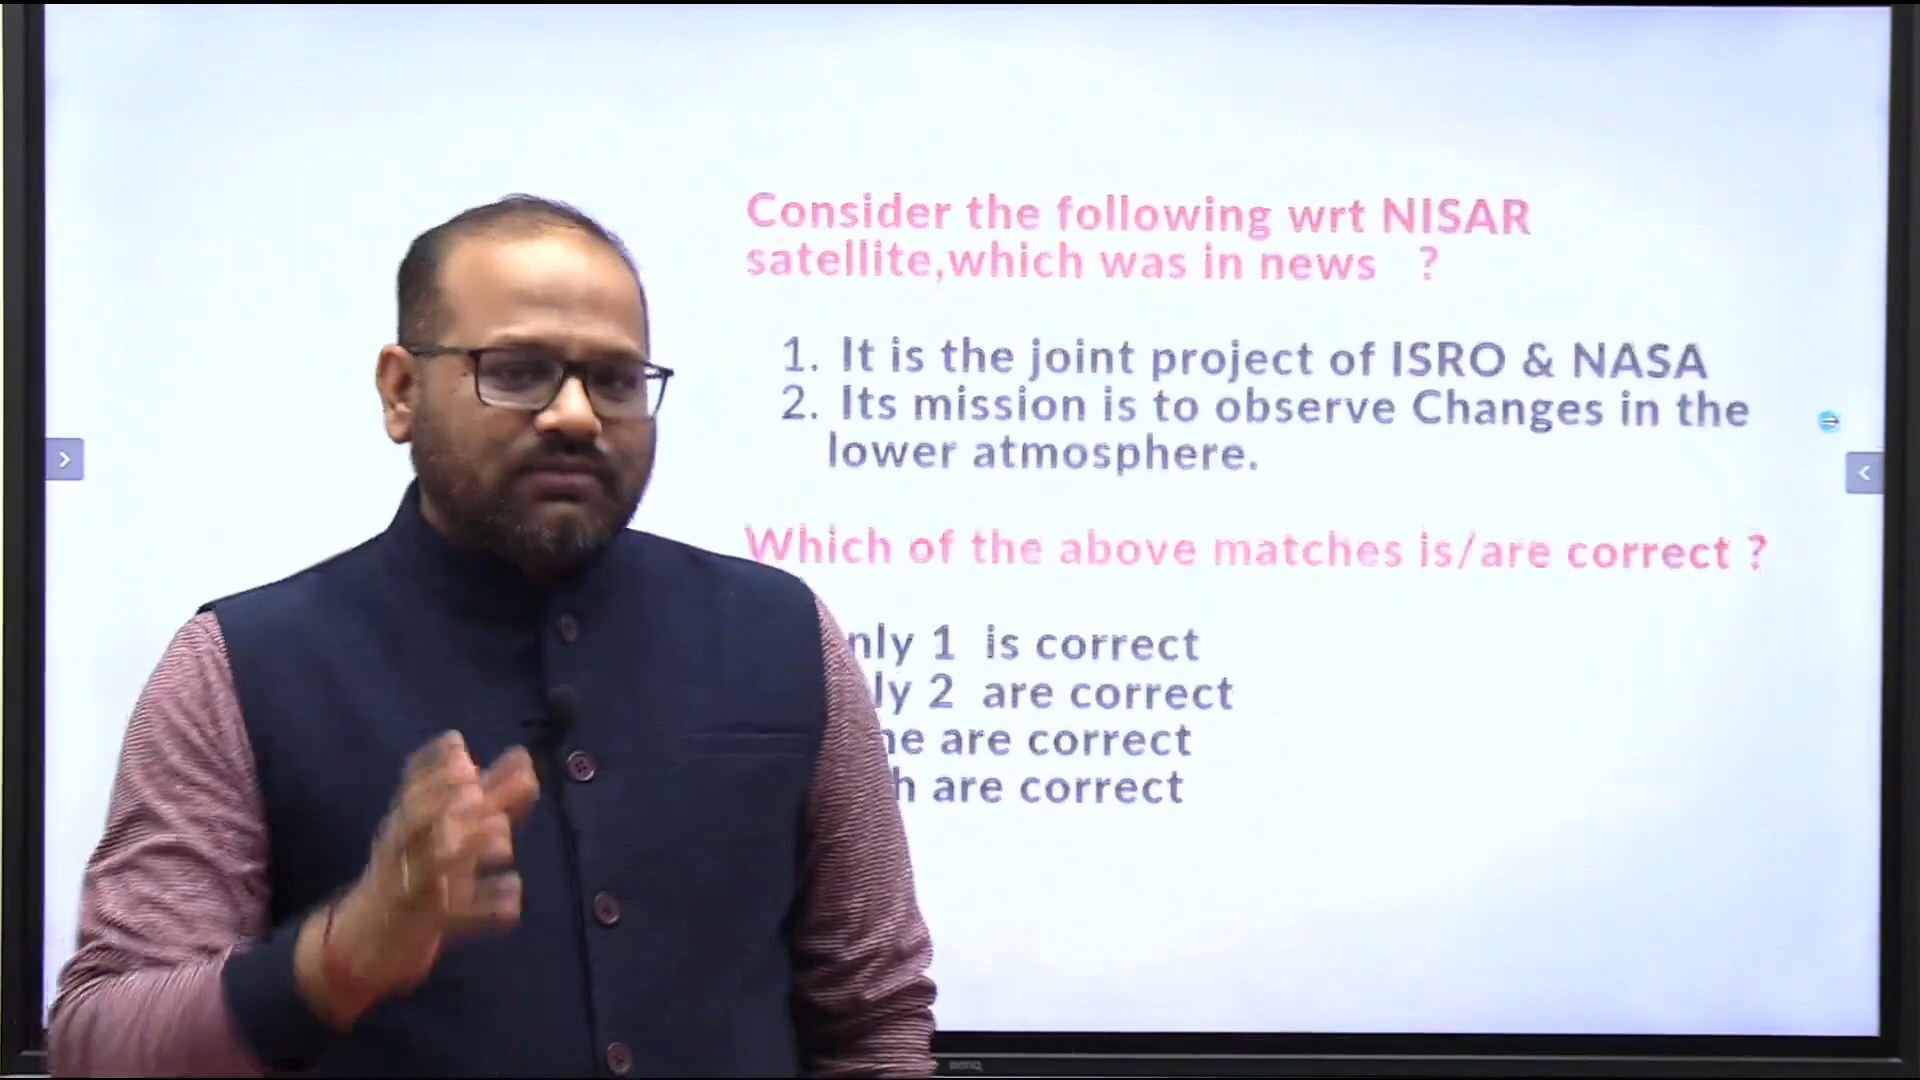 Consider the following wrt NISAR
satellite,which was in news ?
1. It is the joint project of ISRO & NASA
2. Its mission is to observe Changes in the
lower atmosphere.
Which of the above matches is/are correct ?
nly 1 is correct
ly 2 are correct
ne are correct
h are correct